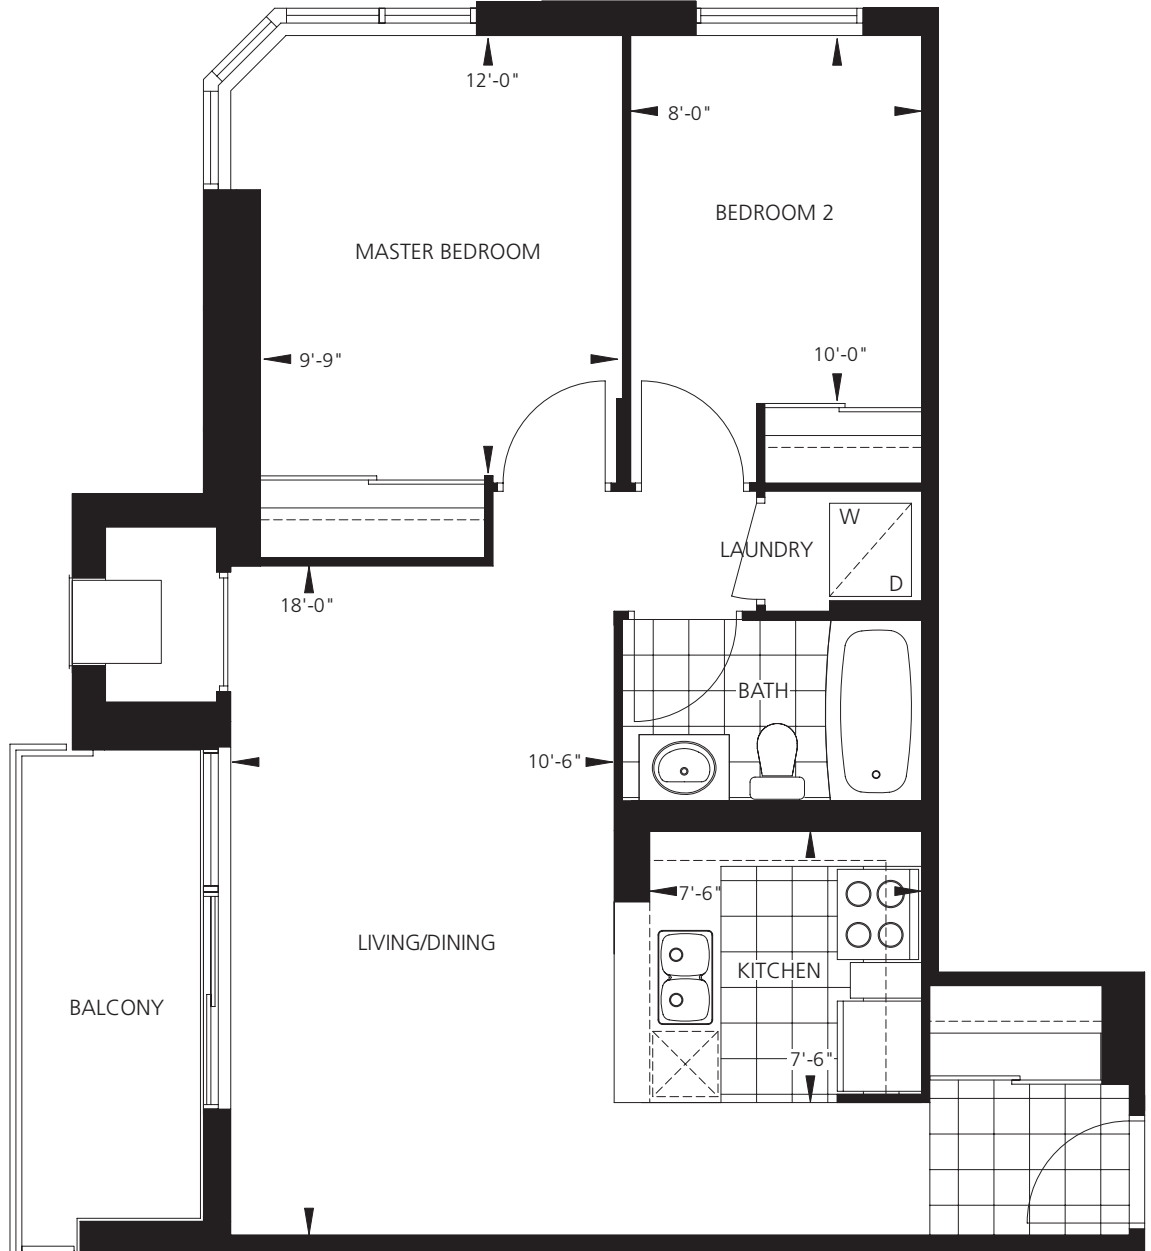 12'-0"
8'-0"
BEDROOM 2
MASTER BEDROOM
10'-0"
9'-9"
W
LAUNDRY
D
18'-0"
BATH
10'-6"
7'-6"
LIVING/DINING
KITCHEN
BALCONY
7'-6"